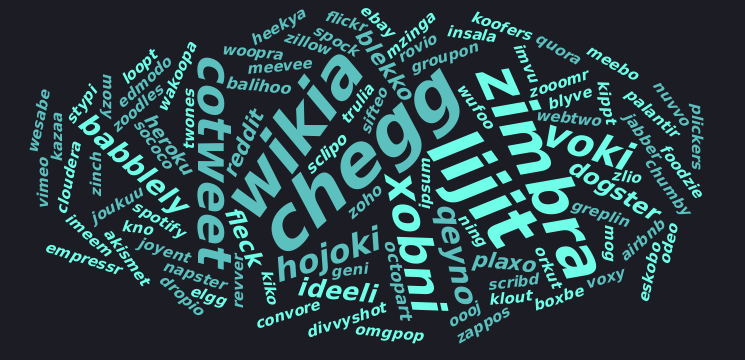 heekya
flickr
ebay
mzinga
koofers
insala
quora
meebo
woopra
zillow
spock
blekko
rovio
groupon
imvu
zooomr
meevee
balihoo
loopt
edmodo
wakoopa
zoodles
mozy
stypi
wesabe
kazaa
twones
cotweet
reddit
wikia
trulia
sifteo
sclipo
chegg
wufoo
zimbra
blyve
kippt
webtwo
palantir
nuvvo
plickers
jabber
foodzie
chumby
voki
dogster
zlio
greplin
babblely
heroku
sococo
zinch
cloudera
vimeo
joukuu
spotify
kno
fleck
zoho
ipsum
lijit
xobni
qeyno
ning
mog
airbnb
odeo
eskobo
imeem
akismet
joyent
empressr
napster
elgg
dropio
revver
kiko
hojoki
geni
ideeli
octopart
plaxo
orkut
scribd
klout
boxbe
voxy
convore
divvyshot
omgpop
oooj
zappos